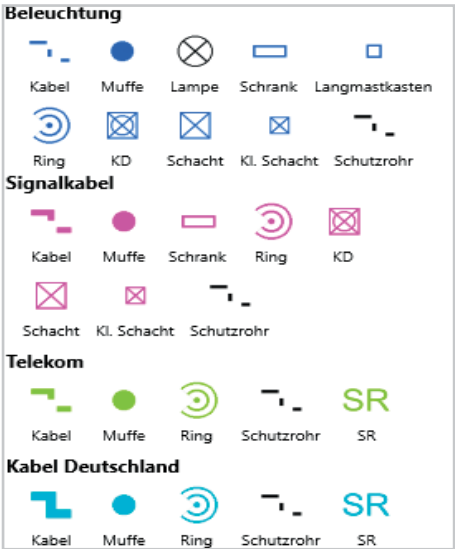 Beleuchtung
Kabel Muffe Lampe Schrank Langmastkasten
Ring KD Schacht Kl. Schacht Schutzrohr
Signalkabel
Kabel Muffe Schrank Ring KD
Schacht Kl. Schacht Schutzrohr
Telekom
SR
Kabel Muffe Ring Schutzrohr SR
Kabel Deutschland
SR
Kabel Muffe Ring Schutzrohr SR